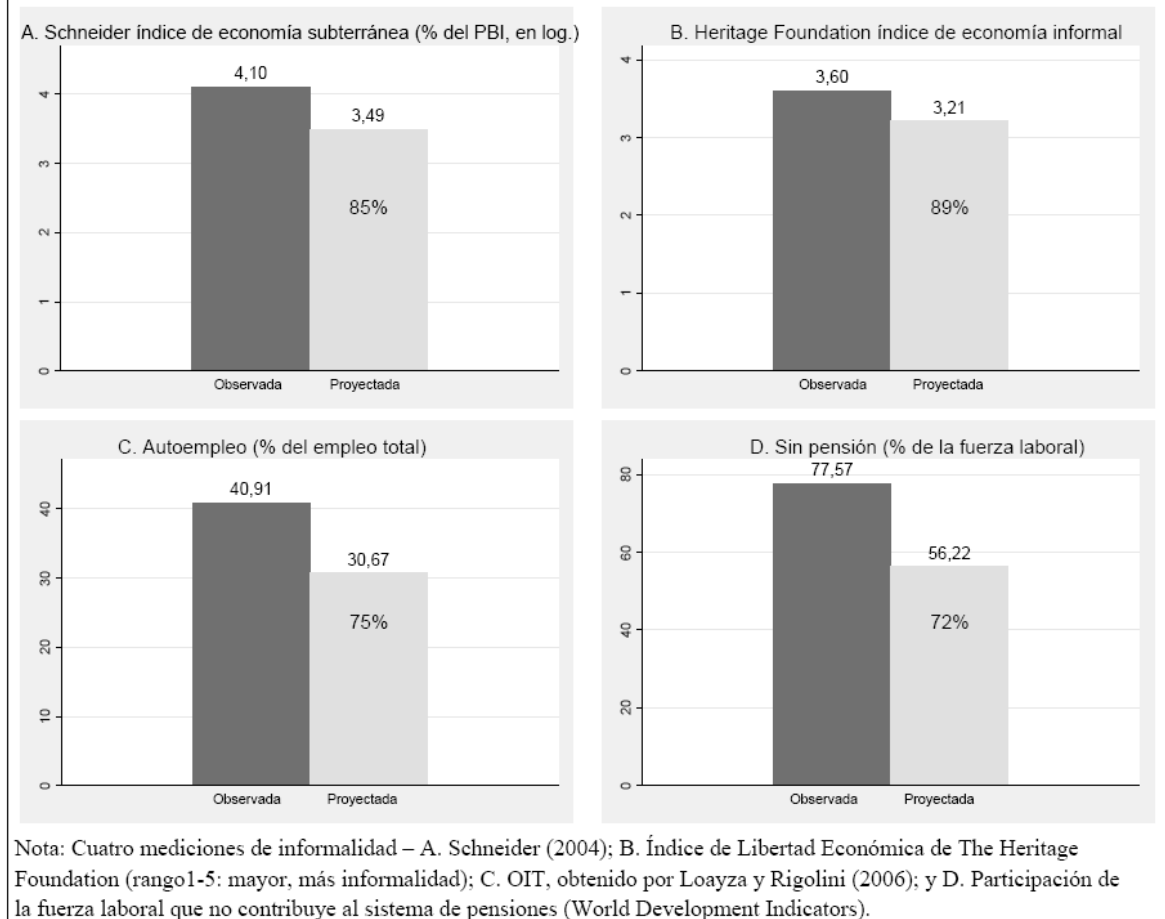 A. Schneider índice de economía subterránea (% del PBI, en log.)
4,10
3,49
85%
4
3
2
1
0
Observada Proyectada
B. Heritage Foundation índice de economía informal
3,60
3,21
89%
4
3
2
1
0
Observada Proyectada
C. Autoempleo (% del empleo total)
40,91
30,67
75%
40
30
20
10
0
Observada Proyectada
D. Sin pensión (% de la fuerza laboral)
77,57
56,22
72%
80
60
40
20
0
Observada Proyectada
Nota: Cuatro mediciones de informalidad – A. Schneider (2004); B. Índice de Libertad Económica de The Heritage
Foundation (rango1-5: mayor, más informalidad); C. OIT, obtenido por Loayza y Rigolini (2006); y D. Participación de
la fuerza laboral que no contribuye al sistema de pensiones (World Development Indicators).